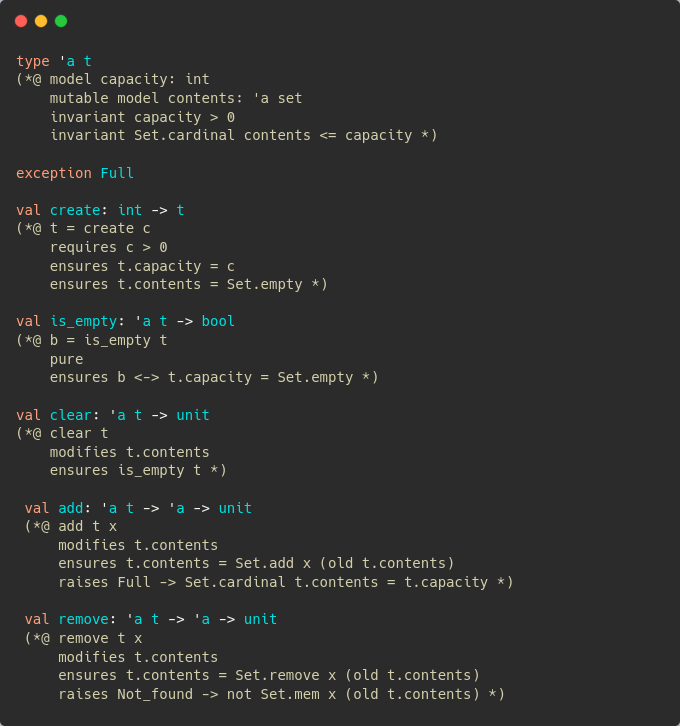 type 'a t
(*@ model capacity: int
    mutable model contents: 'a set
    invariant capacity > 0
    invariant Set.cardinal contents <= capacity *)

exception Full

val create: int -> t
(*@ t = create c
    requires c > 0
    ensures t.capacity = c
    ensures t.contents = Set.empty *)

val is_empty: 'a t -> bool
(*@ b = is_empty t
    pure
    ensures b <-> t.capacity = Set.empty *)

val clear: 'a t -> unit
(*@ clear t
    modifies t.contents
    ensures is_empty t *)

 val add: 'a t -> 'a -> unit
 (*@ add t x
     modifies t.contents
     ensures t.contents = Set.add x (old t.contents)
     raises Full -> Set.cardinal t.contents = t.capacity *)

 val remove: 'a t -> 'a -> unit
 (*@ remove t x
     modifies t.contents
     ensures t.contents = Set.remove x (old t.contents)
     raises Not_found -> not Set.mem x (old t.contents) *)